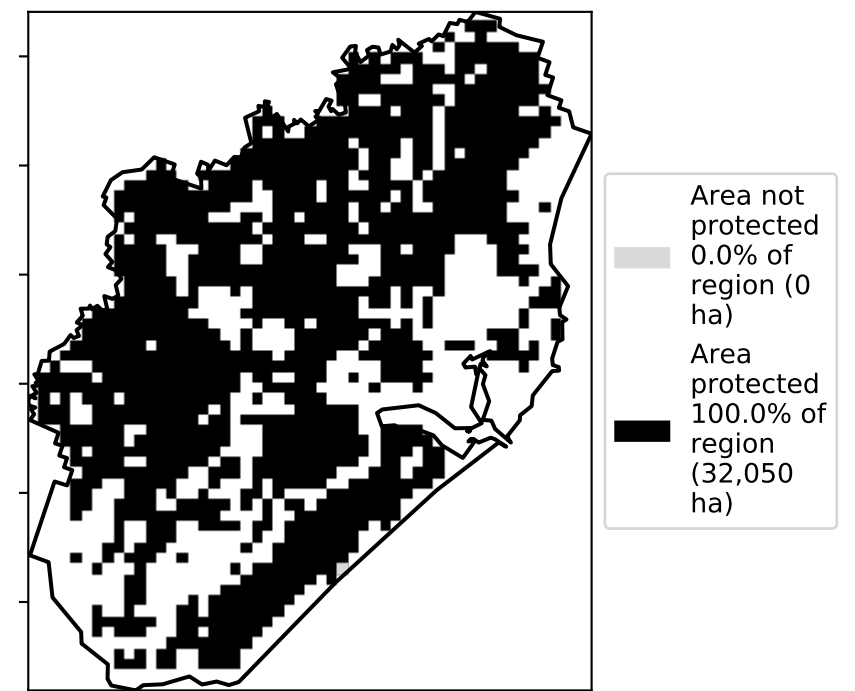 Area not
protected
0.0% of
region (0
ha)
Area
protected
100.0% of
region
(32,050
ha)